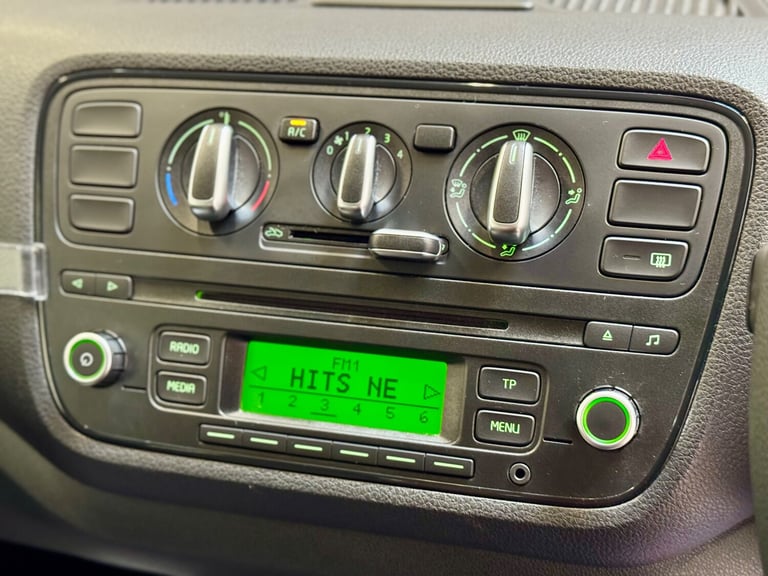 A/C
0 1 2 3 4
RADIO
MEDIA
FM1
HITS NE
1 2 3 4 5 6
TP
MENU